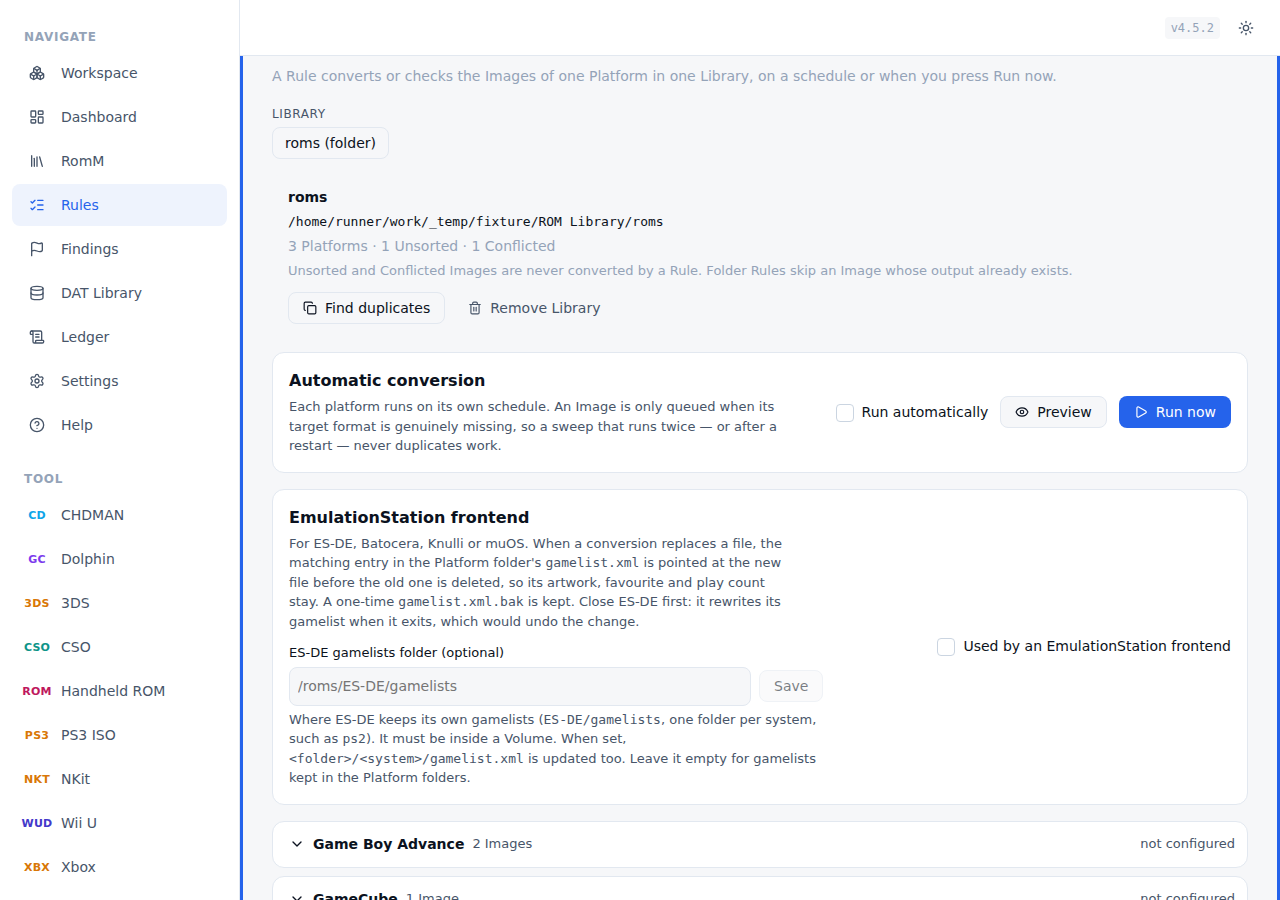 v4.5.2
NAVIGATE
Workspace
Dashboard
RomM
Rules
Findings
DAT Library
Ledger
Settings
Help
TOOL
CD CHDMAN
GC Dolphin
3DS 3DS
CSO CSO
ROM Handheld ROM
PS3 PS3 ISO
NKT NKit
WUD Wii U
XBX Xbox
A Rule converts or checks the Images of one Platform in one Library, on a schedule or when you press Run now.
LIBRARY
roms (folder)
roms
/home/runner/work/_temp/fixture/ROM Library/roms
3 Platforms · 1 Unsorted · 1 Conflicted
Unsorted and Conflicted Images are never converted by a Rule. Folder Rules skip an Image whose output already exists.
Find duplicates Remove Library
Automatic conversion
Each platform runs on its own schedule. An Image is only queued when its
target format is genuinely missing, so a sweep that runs twice — or after a
restart — never duplicates work.
Run automatically Preview Run now
EmulationStation frontend
For ES-DE, Batocera, Knulli or muOS. When a conversion replaces a file, the
matching entry in the Platform folder's gamelist.xml is pointed at the new
file before the old one is deleted, so its artwork, favourite and play count
stay. A one-time gamelist.xml.bak is kept. Close ES-DE first: it rewrites its
gamelist when it exits, which would undo the change.
ES-DE gamelists folder (optional)
/roms/ES-DE/gamelists Save
Where ES-DE keeps its own gamelists (ES-DE/gamelists, one folder per system,
such as ps2). It must be inside a Volume. When set,
<folder>/<system>/gamelist.xml is updated too. Leave it empty for gamelists
kept in the Platform folders.
Used by an EmulationStation frontend
Game Boy Advance 2 Images not configured
GameCube 1 Image not configured